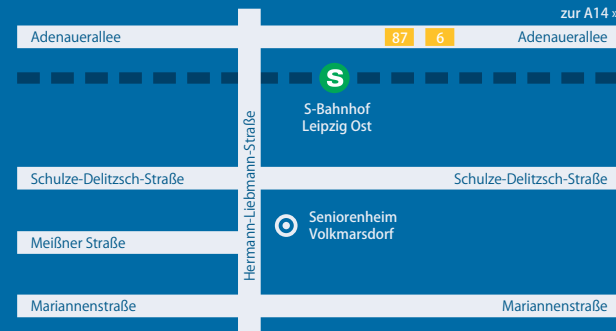 zur A14 »
Adenauerallee
87
6
Adenauerallee
S
S-Bahnhof
Leipzig Ost
Hermann-Liebmann-Straße
Schulze-Delitzsch-Straße
Schulze-Delitzsch-Straße
Seniorenheim
Volkmarsdorf
Meißner Straße
Mariannenstraße
Mariannenstraße